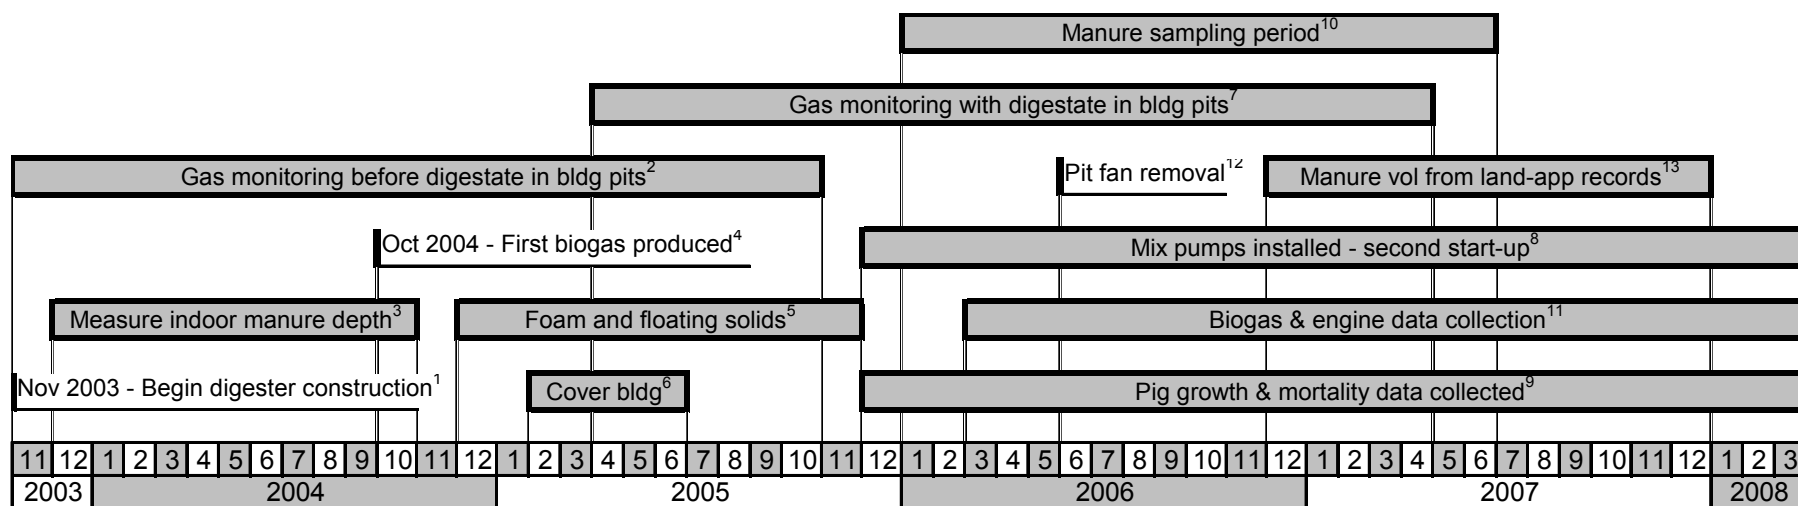 Manure sampling period10
Gas monitoring with digestate in bldg pits7
Gas monitoring before digestate in bldg pits2
Pit fan removal12
Manure vol from land-app records13
Oct 2004 - First biogas produced4
Mix pumps installed - second start-up8
Measure indoor manure depth3
Foam and floating solids5
Biogas & engine data collection11
Nov 2003 - Begin digester construction1
Cover bldg6
Pig growth & mortality data collected9
11 12 1 2 3 4 5 6 7 8 9 10 11 12 1 2 3 4 5 6 7 8 9 10 11 12 1 2 3 4 5 6 7 8 9 10 11 12 1 2 3 4 5 6 7 8 9 10 11 12 1 2 3
2003 2004 2005 2006 2007 2008